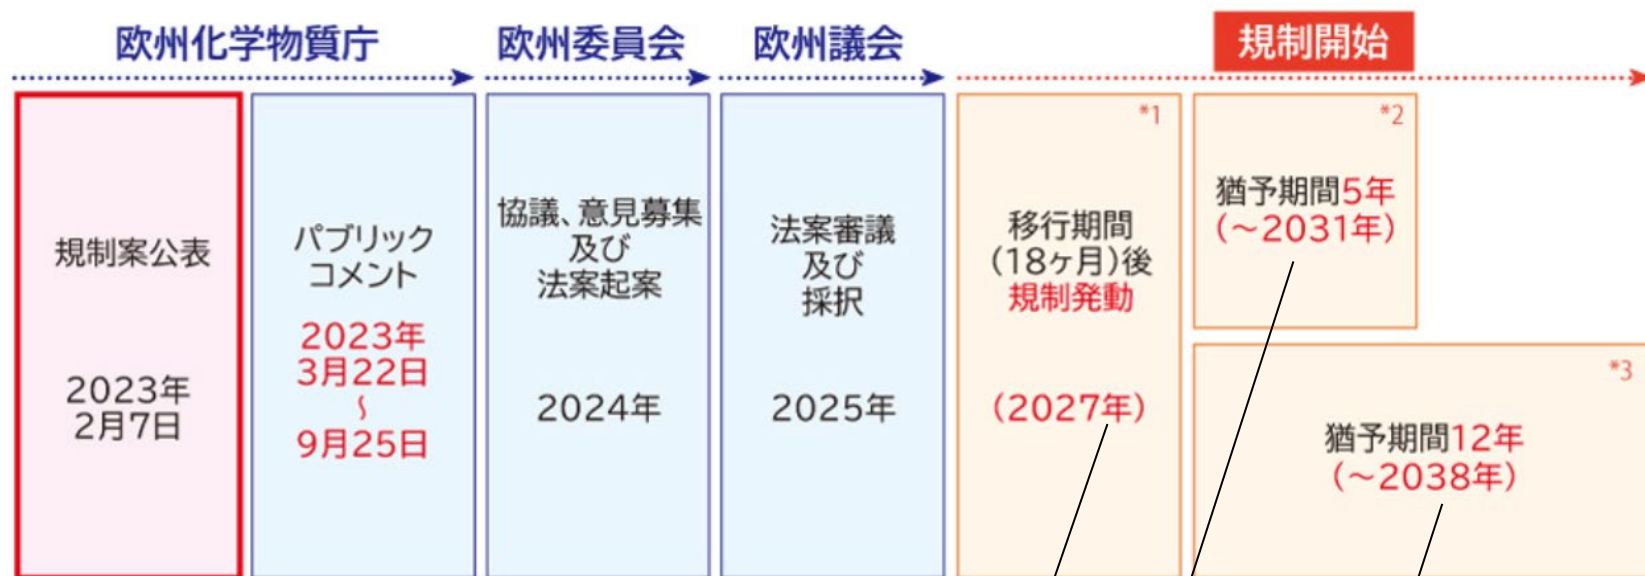 欧州化学物質庁
欧州委員会
欧州議会
規制開始
規制案公表
2023年
2月7日
パブリック
コメント
2023年
3月22日
~
9月25日
協議、意見募集
及び
法案起案
2024年
法案審議
及び
採択
2025年
*1
移行期間
(18ヶ月)後
規制発動
(2027年)
*2
猶予期間5年
(~2031年)
*3
猶予期間12年
(~2038年)